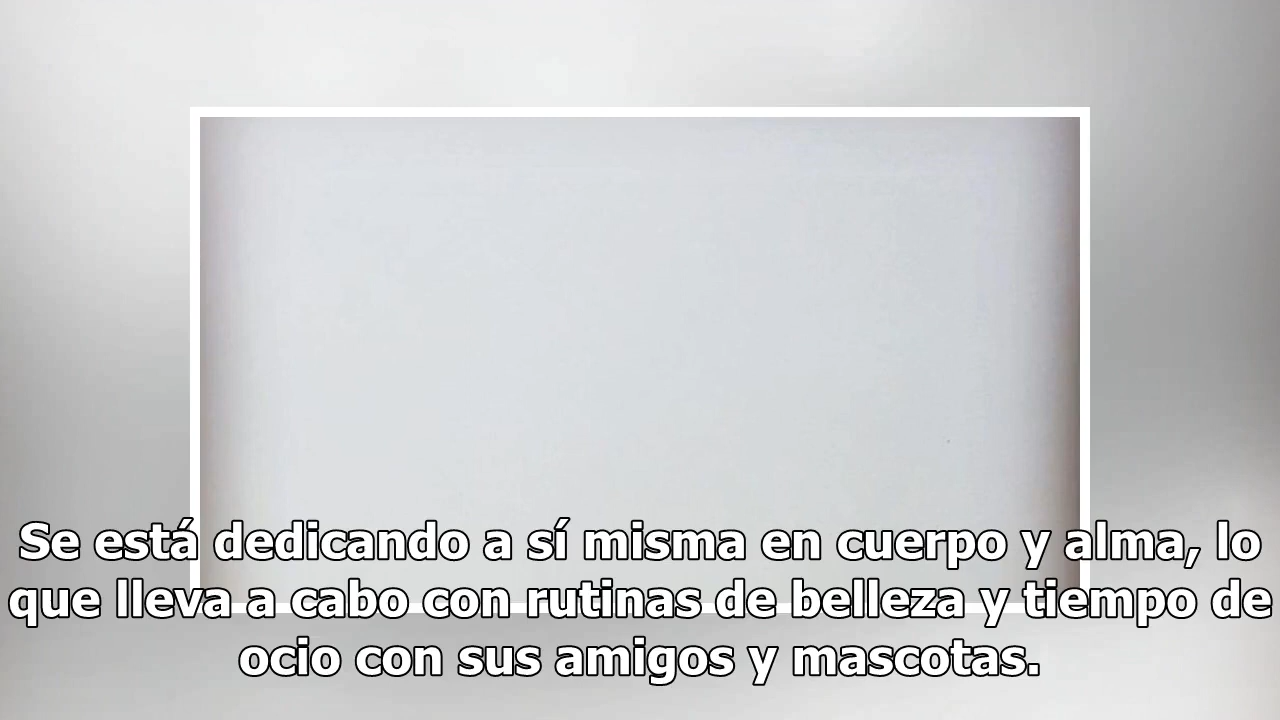 Se está dedicando a sí misma en cuerpo y alma, lo
que lleva a cabo con rutinas de belleza y tiempo de
ocio con sus amigos y mascotas.